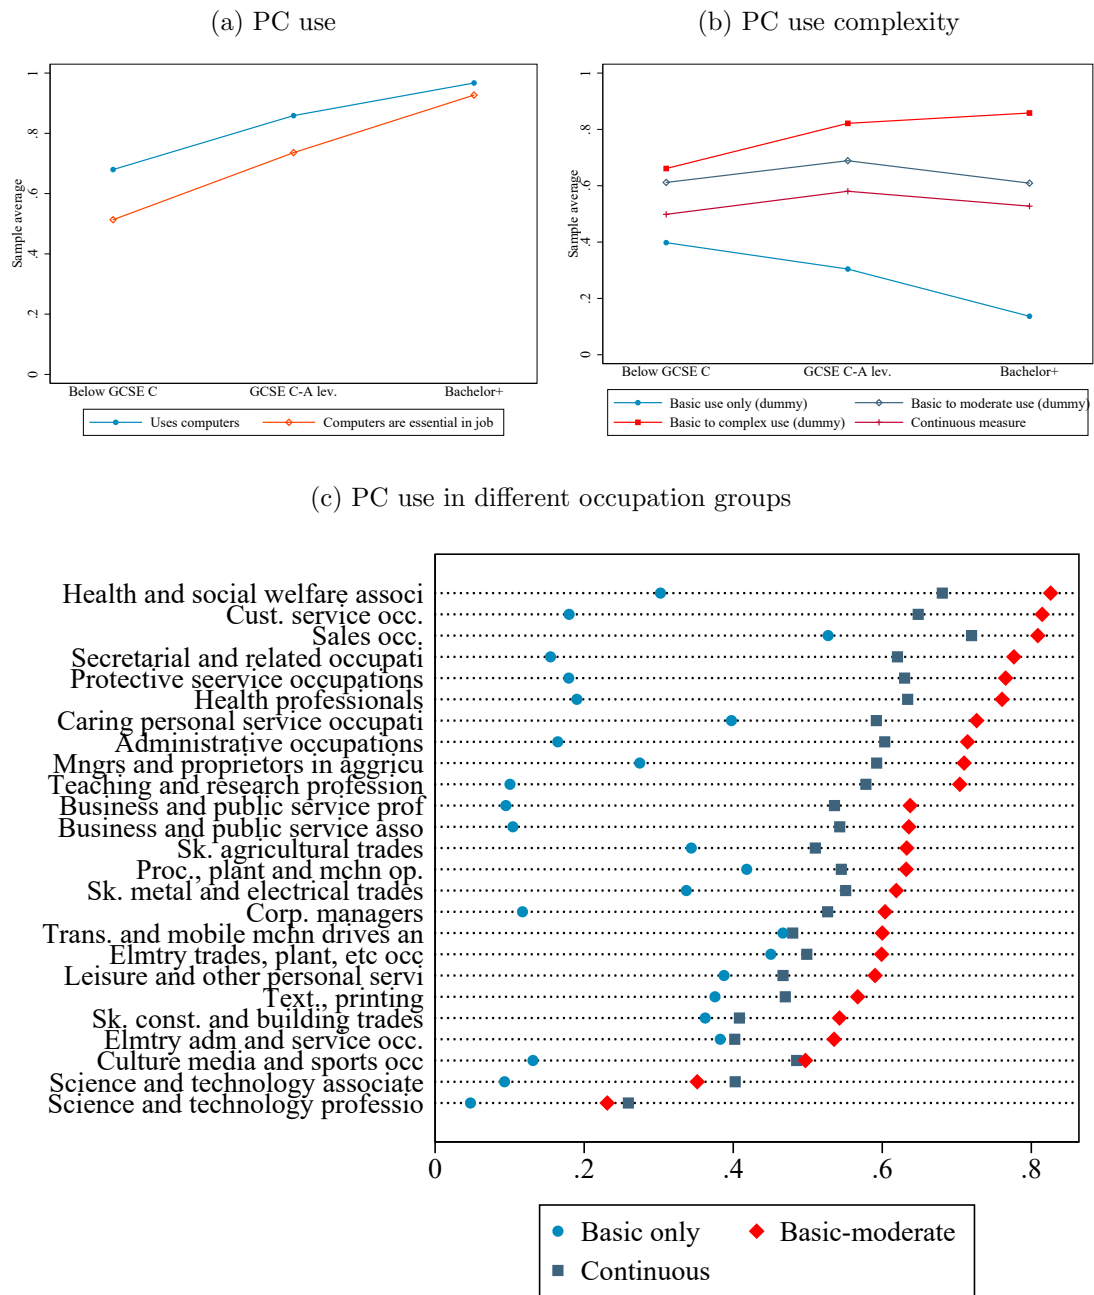 (a) PC use
(b) PC use complexity
Sample average
0 .2 .4 .6 .8 1
Below GCSE C GCSE C-A lev. Bachelor+
Uses computers Computers are essential in job
Sample average
0 .2 .4 .6 .8 1
Below GCSE C GCSE C-A lev. Bachelor+
Basic use only (dummy) Basic to moderate use (dummy)
Basic to complex use (dummy) Continuous measure
(c) PC use in different occupation groups
Health and social welfare associ
Cust. service occ.
Sales occ.
Secretarial and related occupati
Protective seervice occupations
Health professionals
Caring personal service occupati
Administrative occupations
Mngrs and proprietors in aggricu
Teaching and research profession
Business and public service prof
Business and public service asso
Sk. agricultural trades
Proc., plant and mchn op.
Sk. metal and electrical trades
Corp. managers
Trans. and mobile mchn drives an
Elmtry trades, plant, etc occ
Leisure and other personal servi
Text., printing
Sk. const. and building trades
Elmtry adm and service occ.
Culture media and sports occ
Science and technology associate
Science and technology professio
0 .2 .4 .6 .8
Basic only Basic-moderate
Continuous